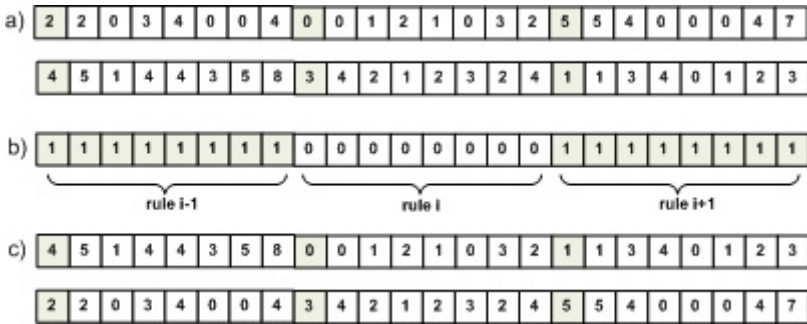 a) 2 2 0 3 4 0 0 4 0 0 1 2 1 0 3 2 5 5 4 0 0 0 4 7
4 5 1 4 4 3 5 8 3 4 2 1 2 3 2 4 1 1 3 4 0 1 2 3
b) 1 1 1 1 1 1 1 1 0 0 0 0 0 0 0 0 1 1 1 1 1 1 1 1
rule i-1 rule i rule i+1
c) 4 5 1 4 4 3 5 8 0 0 1 2 1 0 3 2 1 1 3 4 0 1 2 3
2 2 0 3 4 0 0 4 3 4 2 1 2 3 2 4 5 5 4 0 0 0 4 7